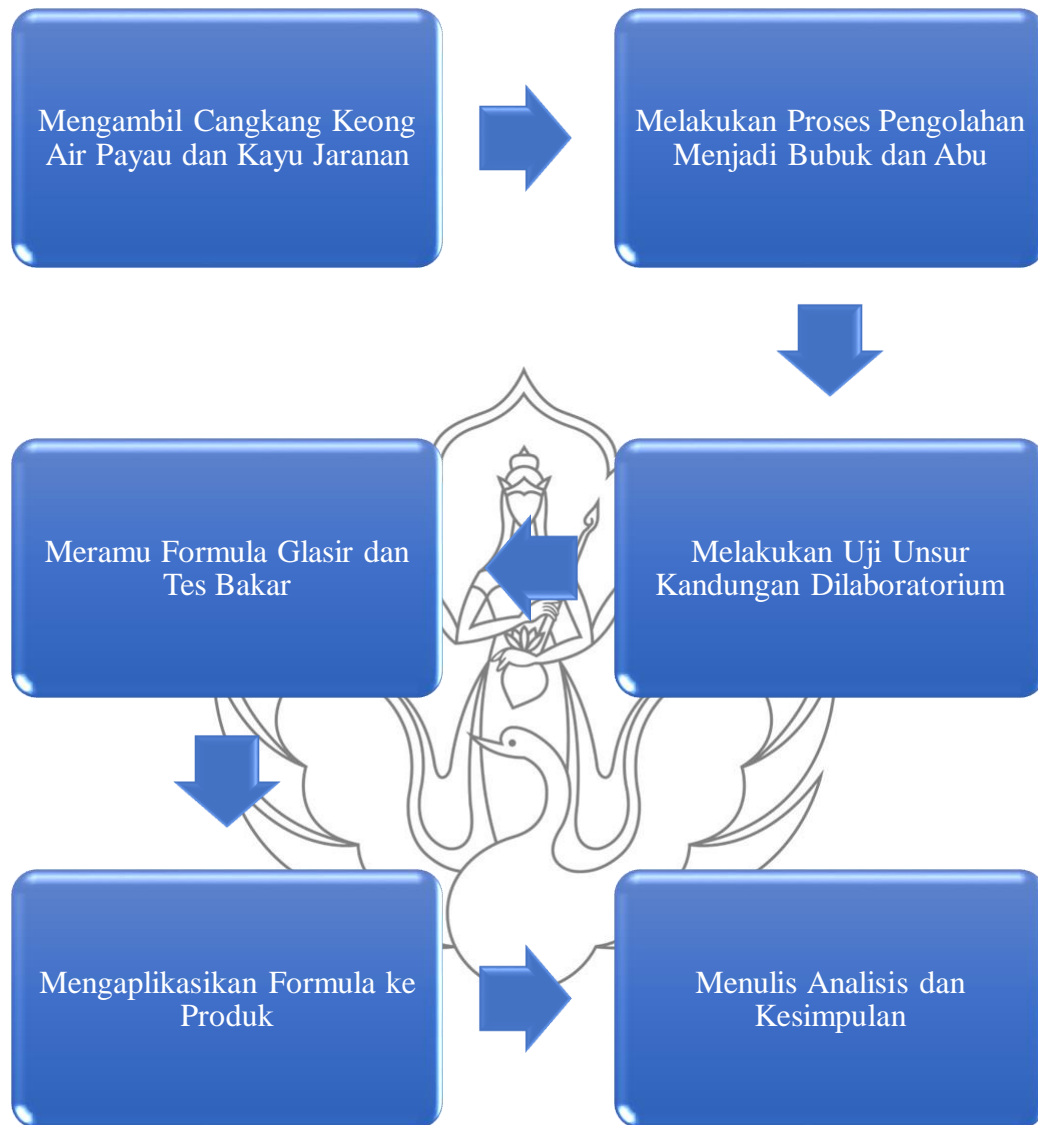 Mengambil Cangkang Keong
Air Payau dan Kayu Jaranan
Melakukan Proses Pengolahan
Menjadi Bubuk dan Abu
Melakukan Uji Unsur
Kandungan Dilaboratorium
Meramu Formula Glasir dan
Tes Bakar
Mengaplikasikan Formula ke
Produk
Menulis Analisis dan
Kesimpulan